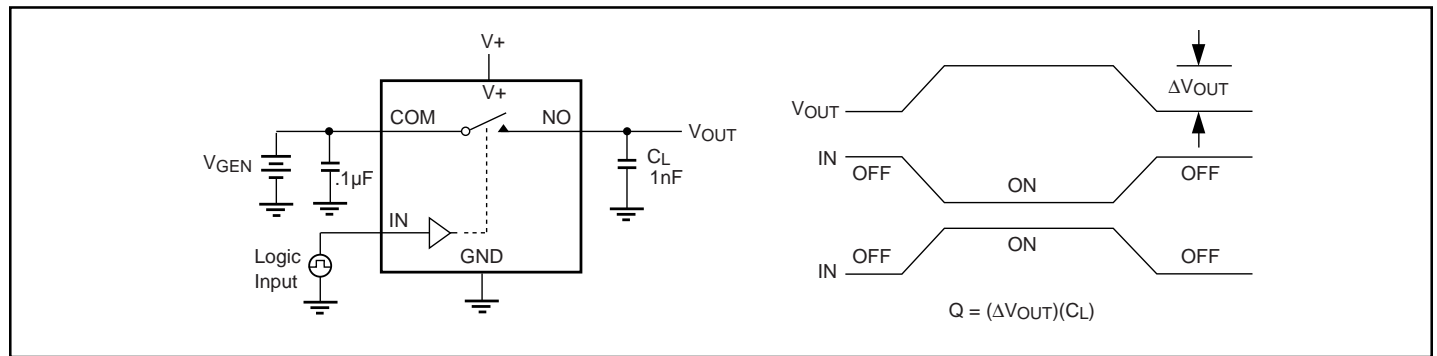 V+
V+
COM
NO
VOUT
VGEN
.1µF
CL
1nF
IN
GND
Logic
Input
VOUT
ΔVOUT
IN
OFF
ON
OFF
IN
OFF
ON
OFF
Q = (ΔVOUT)(CL)